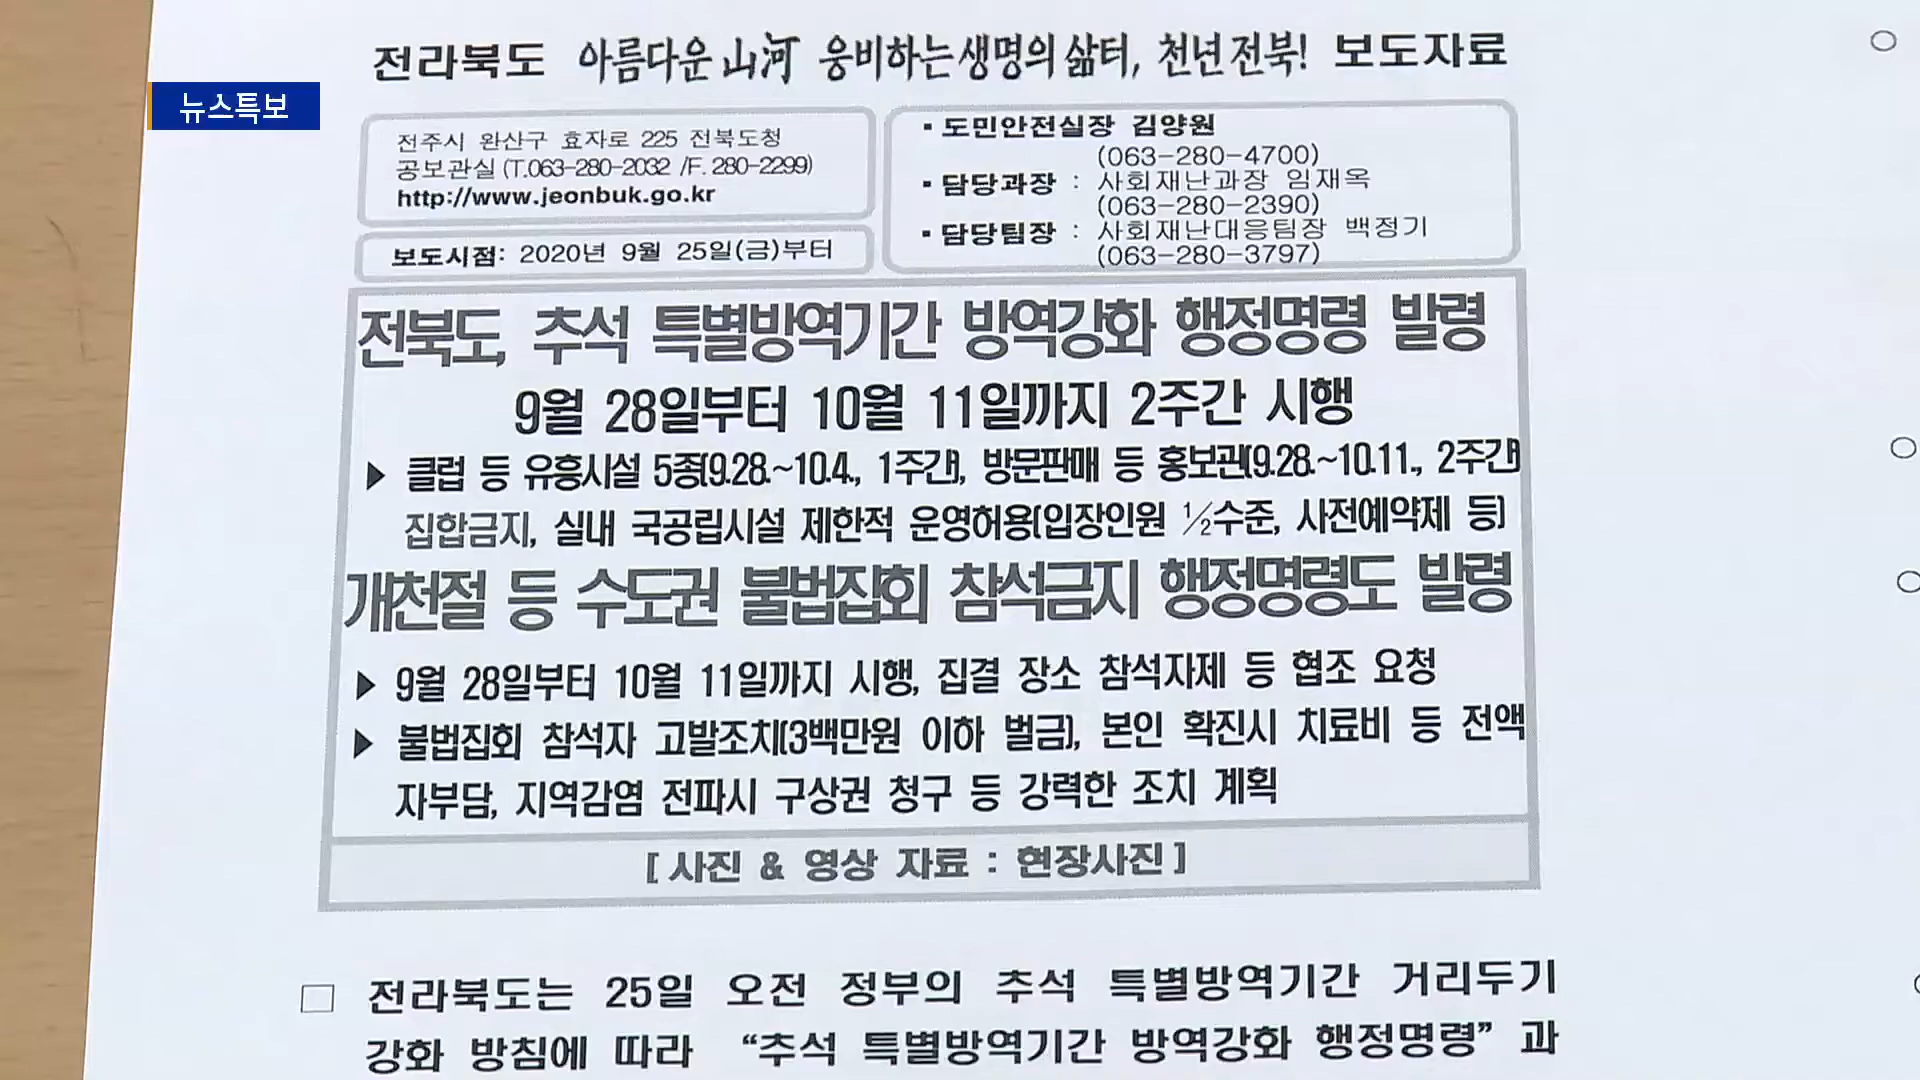 전라북도 아름다운 山河 웅비하는 생명의 삶터, 천년전북! 보도자료
뉴스특보
전주시 완산구 효자로 225 전북도청
공보관실 (T.063-280-2032 /F. 280-2299)
http://www.jeonbuk.go.kr
보도시점: 2020년 9월 25일(금)부터
▪ 도민안전실장 김양원
(063-280-4700)
▪ 담당과장 : 사회재난과장 임재옥
(063-280-2390)
▪ 담당팀장 : 사회재난대응팀장 백정기
(063-280-3797)
전북도, 추석 특별방역기간 방역강화 행정명령 발령
9월 28일부터 10월 11일까지 2주간 시행
▶ 클럽 등 유흥시설 5종(9.28.~10.4., 1주간), 방문판매 등 홍보관(9.28.~10.11., 2주간)
집합금지, 실내 국공립시설 제한적 운영허용(입장인원 ½수준, 사전예약제 등)
개천절 등 수도권 불법집회 참석금지 행정명령도 발령
▶ 9월 28일부터 10월 11일까지 시행, 집결 장소 참석자제 등 협조 요청
▶ 불법집회 참석자 고발조치(3백만원 이하 벌금), 본인 확진시 치료비 등 전액
자부담, 지역감염 전파시 구상권 청구 등 강력한 조치 계획
[ 사진 & 영상 자료 : 현장사진 ]
□ 전라북도는 25일 오전 정부의 추석 특별방역기간 거리두기
강화 방침에 따라 “추석 특별방역기간 방역강화 행정명령” 과